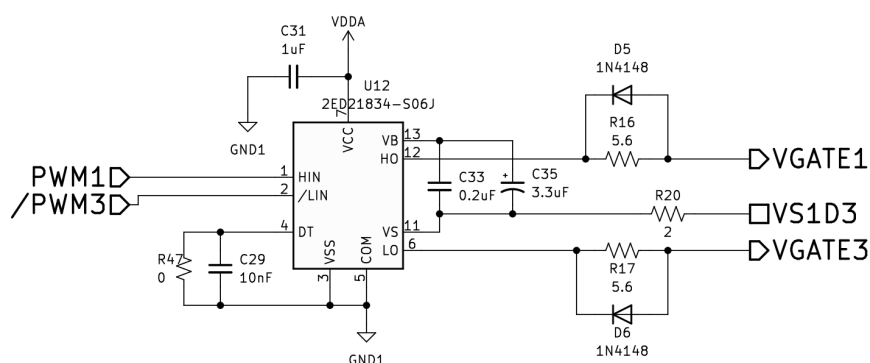 VDDA
C31
1uF
D5
1N4148
U12
2ED21834-S06J
GND1
7
VCC
R16
5.6
VB
13
HO
12
VGATE1
PWM1
1
HIN
C33
0.2uF
+
C35
3.3uF
/PWM3
2
/LIN
R20
2
VS1D3
4
DT
VS
11
LO
6
VGATE3
R47
0
C29
10nF
VSS
COM
3
5
R17
5.6
D6
1N4148
GND1